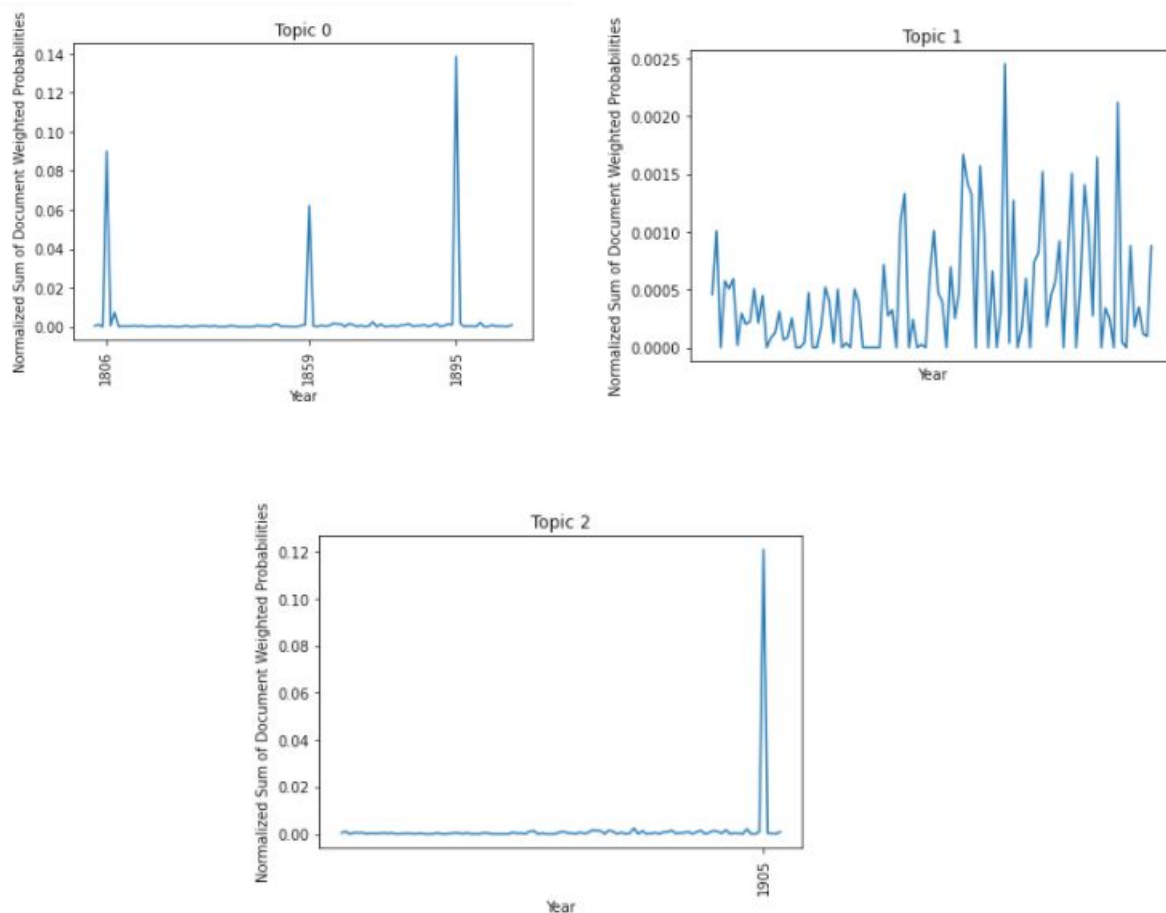 Topic 0
Normalized Sum of Document Weighted Probabilities
0.14
0.12
0.10
0.08
0.06
0.04
0.02
0.00
1806
1859
1895
Year
Topic 1
Normalized Sum of Document Weighted Probabilities
0.0025
0.0020
0.0015
0.0010
0.0005
0.0000
Year
Topic 2
Normalized Sum of Document Weighted Probabilities
0.12
0.10
0.08
0.06
0.04
0.02
0.00
1905
Year